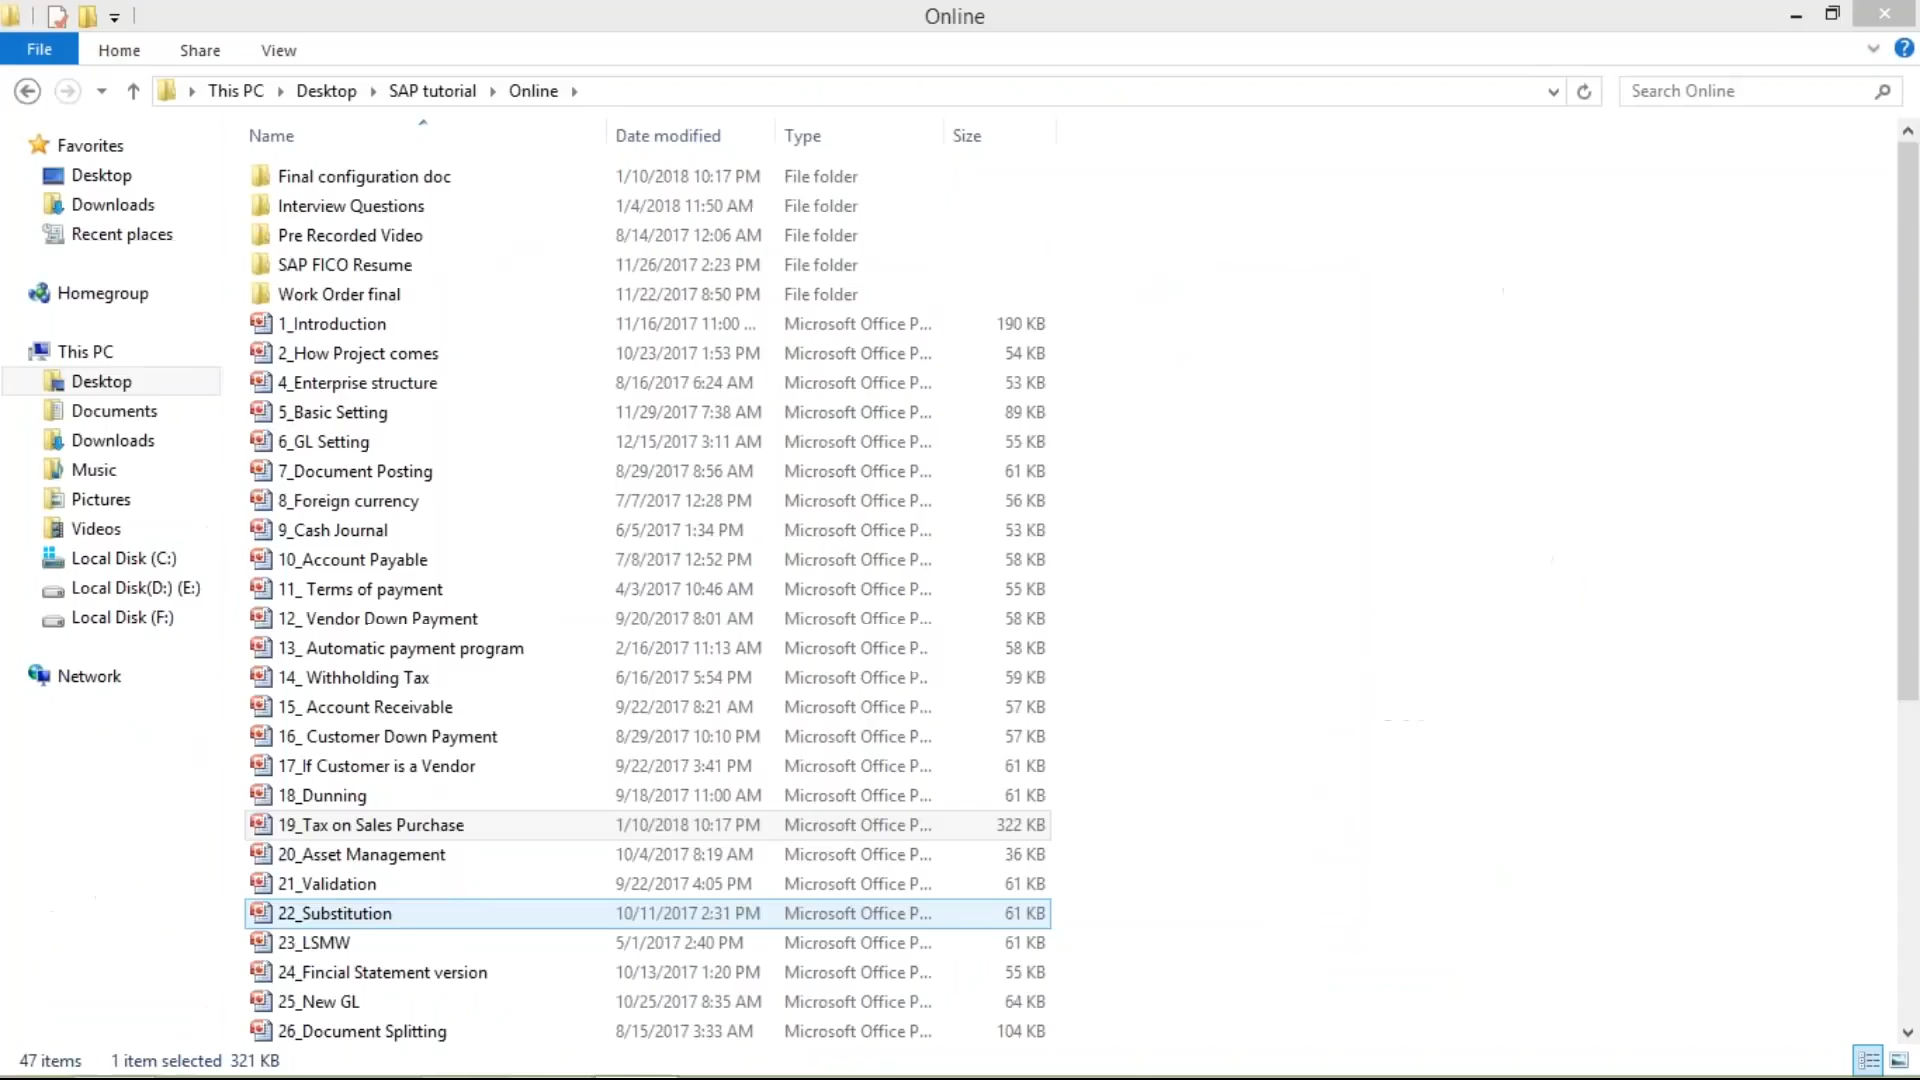 Online
File Home Share View
This PC Desktop SAP tutorial Online Search Online
Name Date modified Type Size
Favorites
Desktop
Downloads
Recent places
Homegroup
This PC
Desktop
Documents
Downloads
Music
Pictures
Videos
Local Disk (C:)
Local Disk(D:) (E:)
Local Disk (F:)
Network
Final configuration doc 1/10/2018 10:17 PM File folder
Interview Questions 1/4/2018 11:50 AM File folder
Pre Recorded Video 8/14/2017 12:06 AM File folder
SAP FICO Resume 11/26/2017 2:23 PM File folder
Work Order final 11/22/2017 8:50 PM File folder
1_Introduction 11/16/2017 11:00 ... Microsoft Office P... 190 KB
2_How Project comes 10/23/2017 1:53 PM Microsoft Office P... 54 KB
4_Enterprise structure 8/16/2017 6:24 AM Microsoft Office P... 53 KB
5_Basic Setting 11/29/2017 7:38 AM Microsoft Office P... 89 KB
6_GL Setting 12/15/2017 3:11 AM Microsoft Office P... 55 KB
7_Document Posting 8/29/2017 8:56 AM Microsoft Office P... 61 KB
8_Foreign currency 7/7/2017 12:28 PM Microsoft Office P... 56 KB
9_Cash Journal 6/5/2017 1:34 PM Microsoft Office P... 53 KB
10_Account Payable 7/8/2017 12:52 PM Microsoft Office P... 58 KB
11_ Terms of payment 4/3/2017 10:46 AM Microsoft Office P... 55 KB
12_ Vendor Down Payment 9/20/2017 8:01 AM Microsoft Office P... 58 KB
13_ Automatic payment program 2/16/2017 11:13 AM Microsoft Office P.. 58 KB
14_ Withholding Tax 6/16/2017 5:54 PM Microsoft Office P.. 59 KB
15_ Account Receivable 9/22/2017 8:21 AM Microsoft Office P... 57 KB
16_ Customer Down Payment 8/29/2017 10:10 PM Microsoft Office P... 57 KB
17_If Customer is a Vendor 9/22/2017 3:41 PM Microsoft Office P... 61 KB
18_Dunning 9/18/2017 11:00 AM Microsoft Office P... 61 KB
19_Tax on Sales Purchase 1/10/2018 10:17 PM Microsoft Office P... 322 KB
20_Asset Management 10/4/2017 8:19 AM Microsoft Office P... 36 KB
21_Validation 9/22/2017 4:05 PM Microsoft Office P... 61 KB
22_Substitution 10/11/2017 2:31 PM Microsoft Office P... 61 KB
23_LSMW 5/1/2017 2:40 PM Microsoft Office P... 61 KB
24_Fincial Statement version 10/13/2017 1:20 PM Microsoft Office P... 55 KB
25_New GL 10/25/2017 8:35 AM Microsoft Office P... 64 KB
26_Document Splitting 8/15/2017 3:33 AM Microsoft Office P... 104 KB
47 items 1 item selected 321 KB